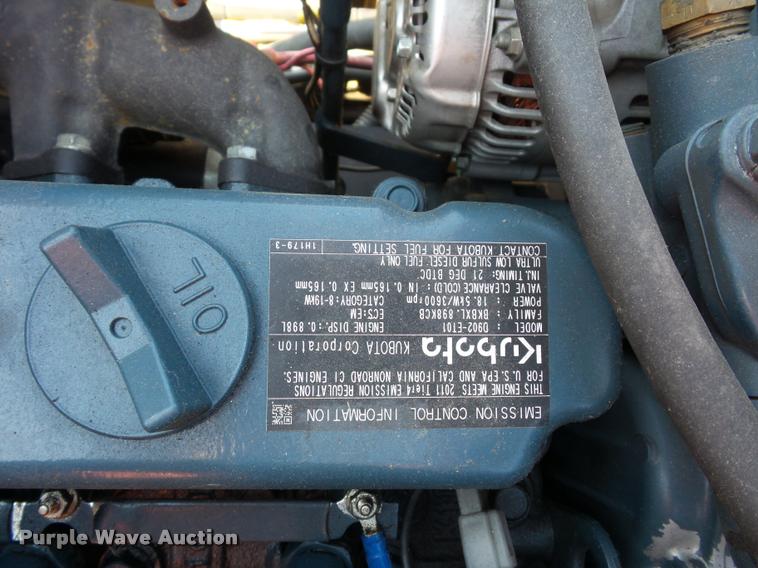 EMISSION CONTROL INFORMATION
THIS ENGINE MEETS 2011 Tier4 EMISSION REGULATIONS
FOR U.S. EPA AND CALIFORNIA NONROAD CI ENGINES.
Kubota KUBOTA Corporation
MODEL: D902-ET01 ENGINE DISP.:0.898L
FAMILY: BKBXL.898KCB ECS:EM
POWER: 18.5kW/3600rpm CATEGORY:8-19kW
VALVE CLEARANCE (COLD): IN 0.165mm EX 0.165mm
INJ.TIMING: 21 DEG BTDC
ULTRA LOW SULFUR DIESEL FUEL ONLY
CONTACT KUBOTA FOR FUEL SETTING. 1H179-3
OIL
Purple Wave Auction